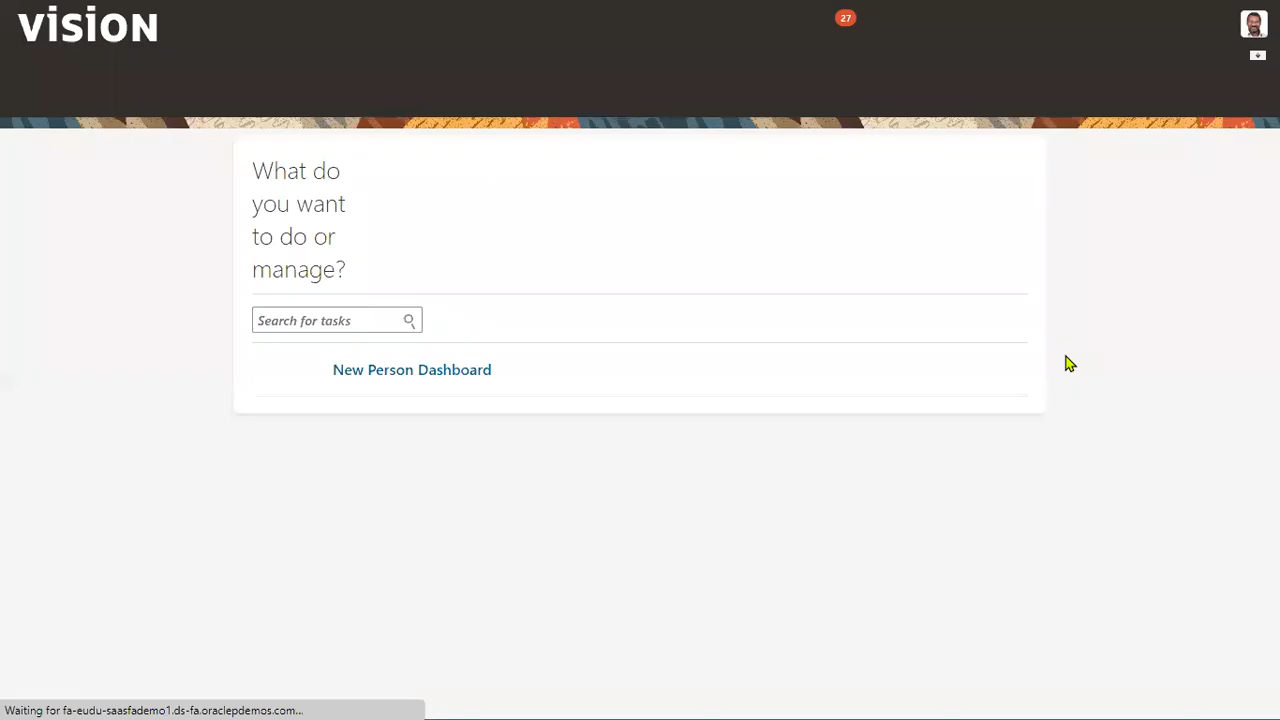 vision
27
What do
you want
to do or
manage?
Search for tasks
New Person Dashboard
Waiting for fa-eudu-saasfademo1.ds-fa.oraclepdemos.com...